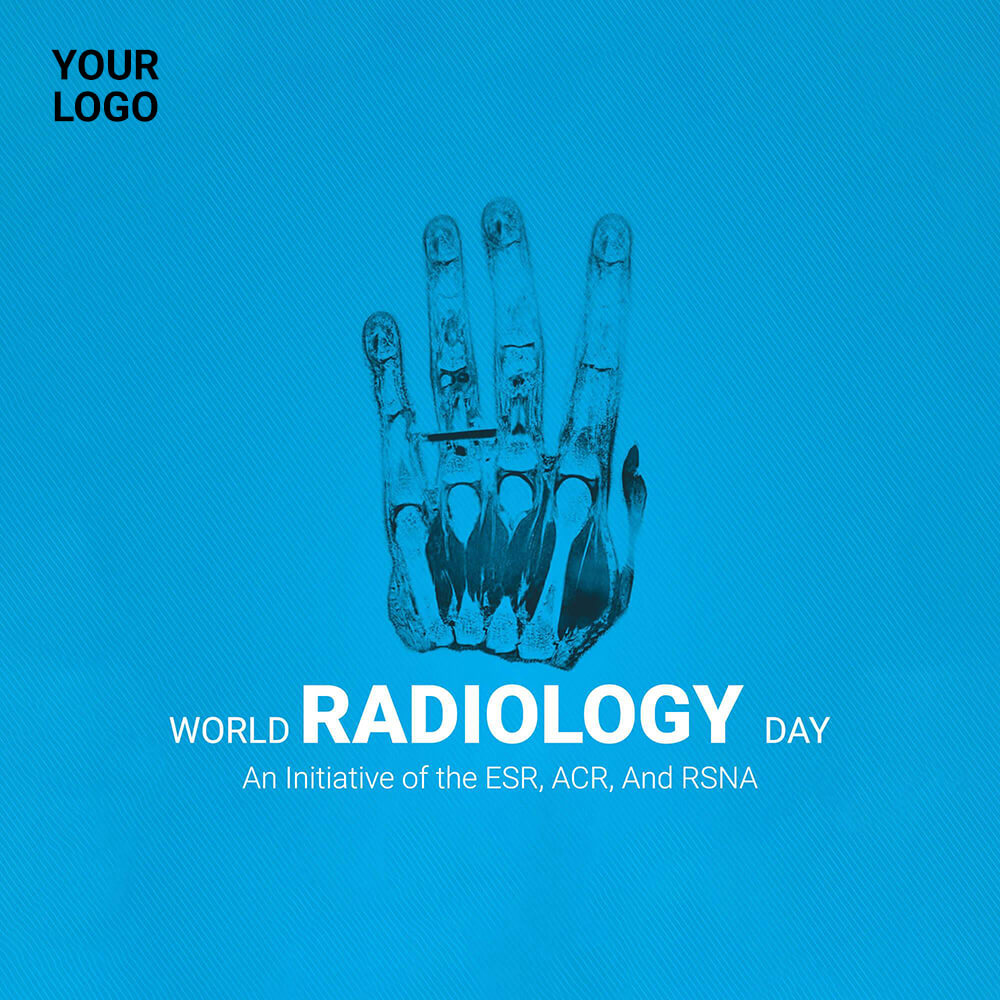 YOUR
LOGO
WORLD RADIOLOGY DAY
An Initiative of the ESR, ACR, And RSNA